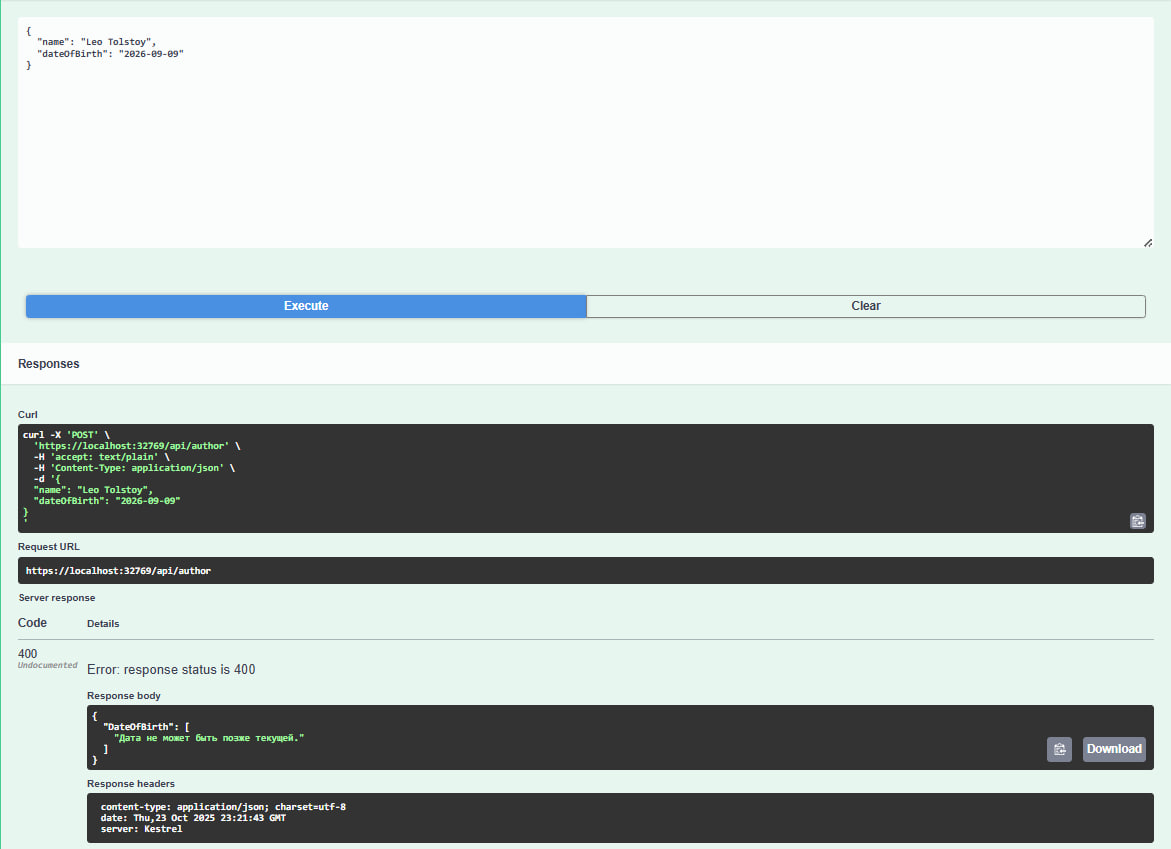 {
  "name": "Leo Tolstoy",
  "dateOfBirth": "2026-09-09"
}
Execute
Clear
Responses
Curl
curl -X 'POST' \
  'https://localhost:32769/api/author' \
  -H 'accept: text/plain' \
  -H 'Content-Type: application/json' \
  -d '{
  "name": "Leo Tolstoy",
  "dateOfBirth": "2026-09-09"
}
'
Request URL
https://localhost:32769/api/author
Server response
Code Details
400
Undocumented
Error: response status is 400
Response body
{
  "DateOfBirth": [
    "Дата не может быть позже текущей."
  ]
}
Download
Response headers
content-type: application/json; charset=utf-8
date: Thu,23 Oct 2025 23:21:43 GMT
server: Kestrel